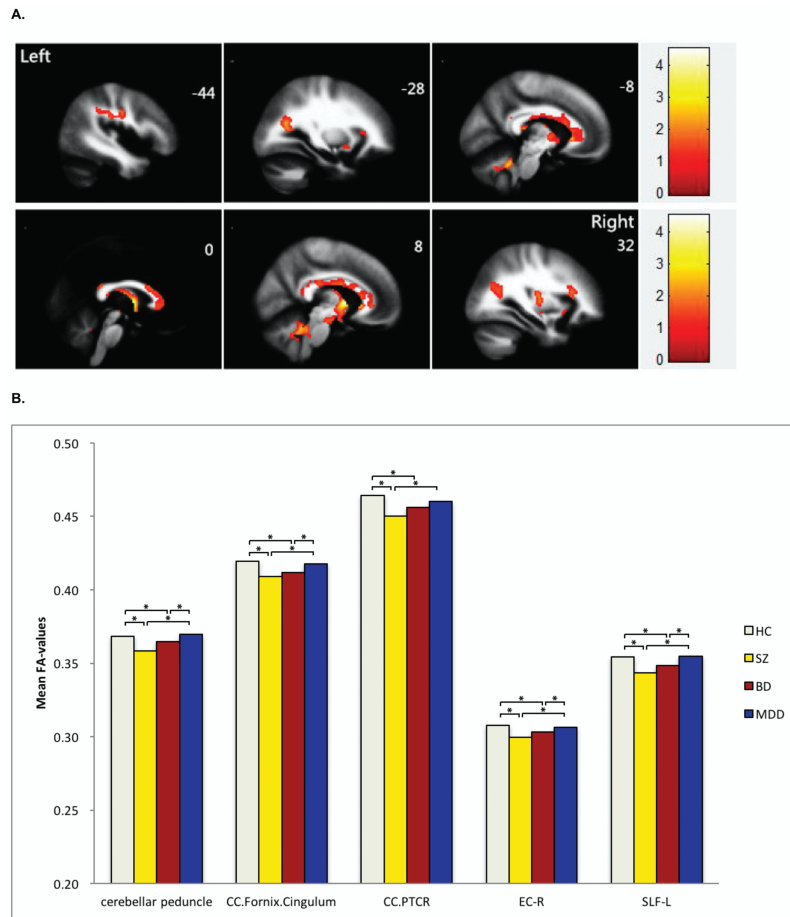 A.
Left
-44
-28
-8
4
3
2
1
0
0
8
Right
32
4
3
2
1
0
B.
Mean FA-values
0.50
0.45
0.40
0.35
0.30
0.25
0.20
* * * *
* * * *
* * *
* * * *
* * * *
cerebellar peduncle CC.Fornix.Cingulum CC.PTCR EC-R SLF-L
HC
SZ
BD
MDD